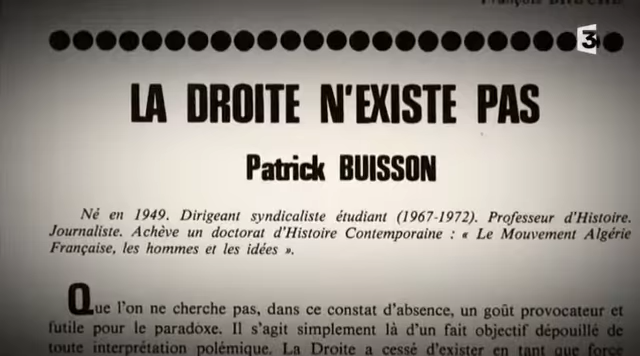 3
LA DROITE N'EXISTE PAS
Patrick BUISSON
Né en 1949. Dirigeant syndicaliste étudiant (1967-1972). Professeur d'Histoire.
Journaliste. Achève un doctorat d'Histoire Contemporaine : « Le Mouvement Algérie
Française, les hommes et les idées ».
Que l'on ne cherche pas, dans ce constat d'absence, un goût provocateur et
futile pour le paradoxe. Il s'agit simplement là d'un fait objectif dépouillé de
toute interprétation polémique. La Droite a cessé d'exister en tant que force